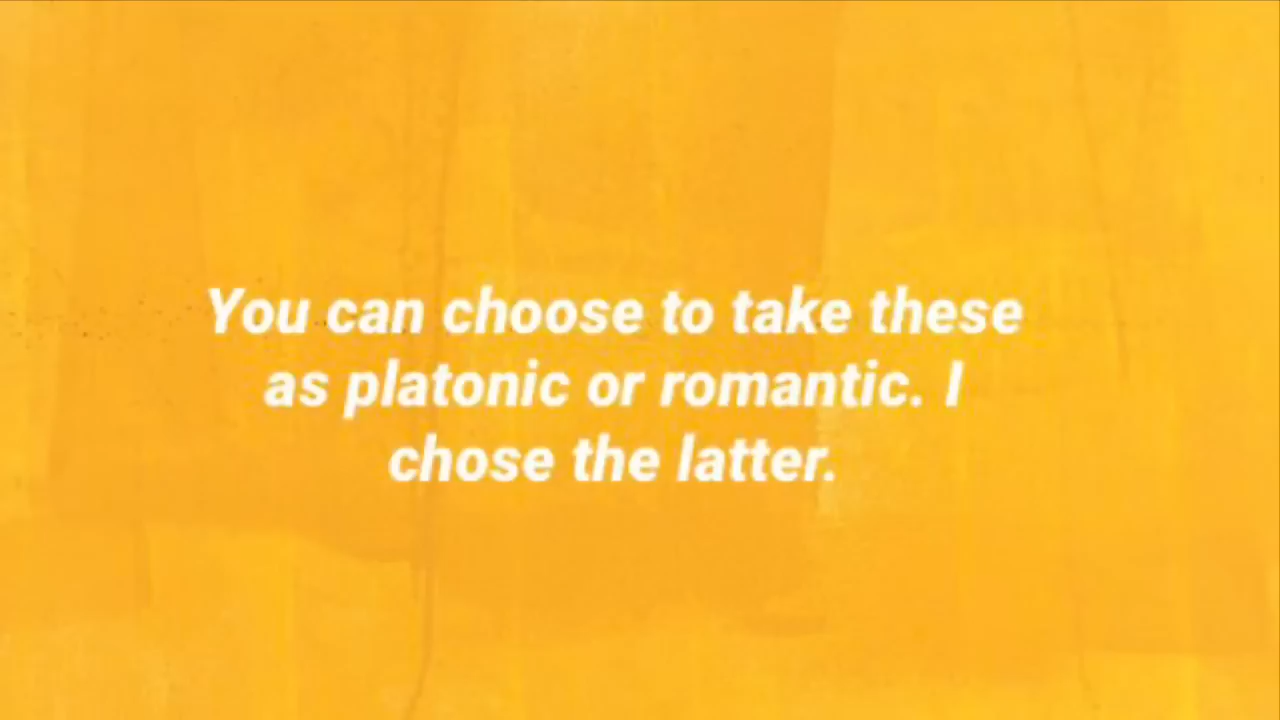 You can choose to take these
as platonic or romantic. I
chose the latter.